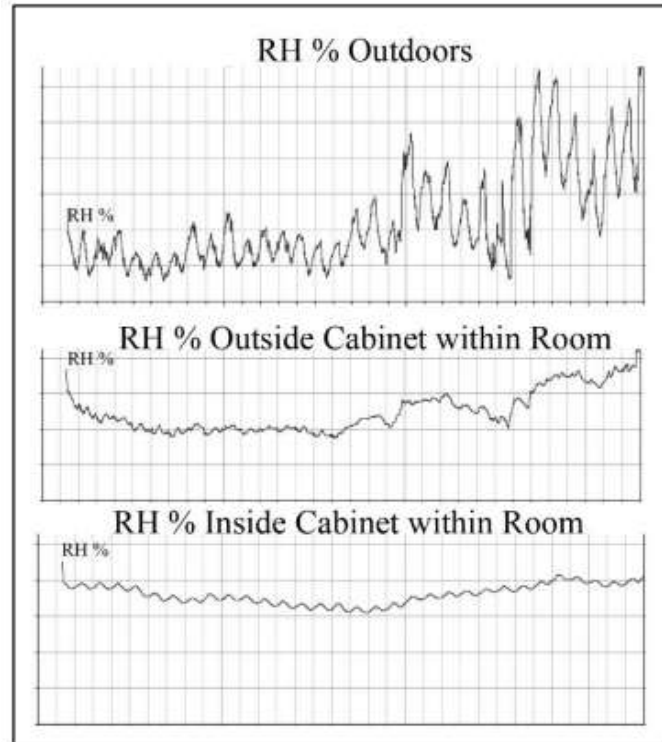 RH % Outdoors
RH %
RH % Outside Cabinet within Room
RH %
RH % Inside Cabinet within Room
RH %